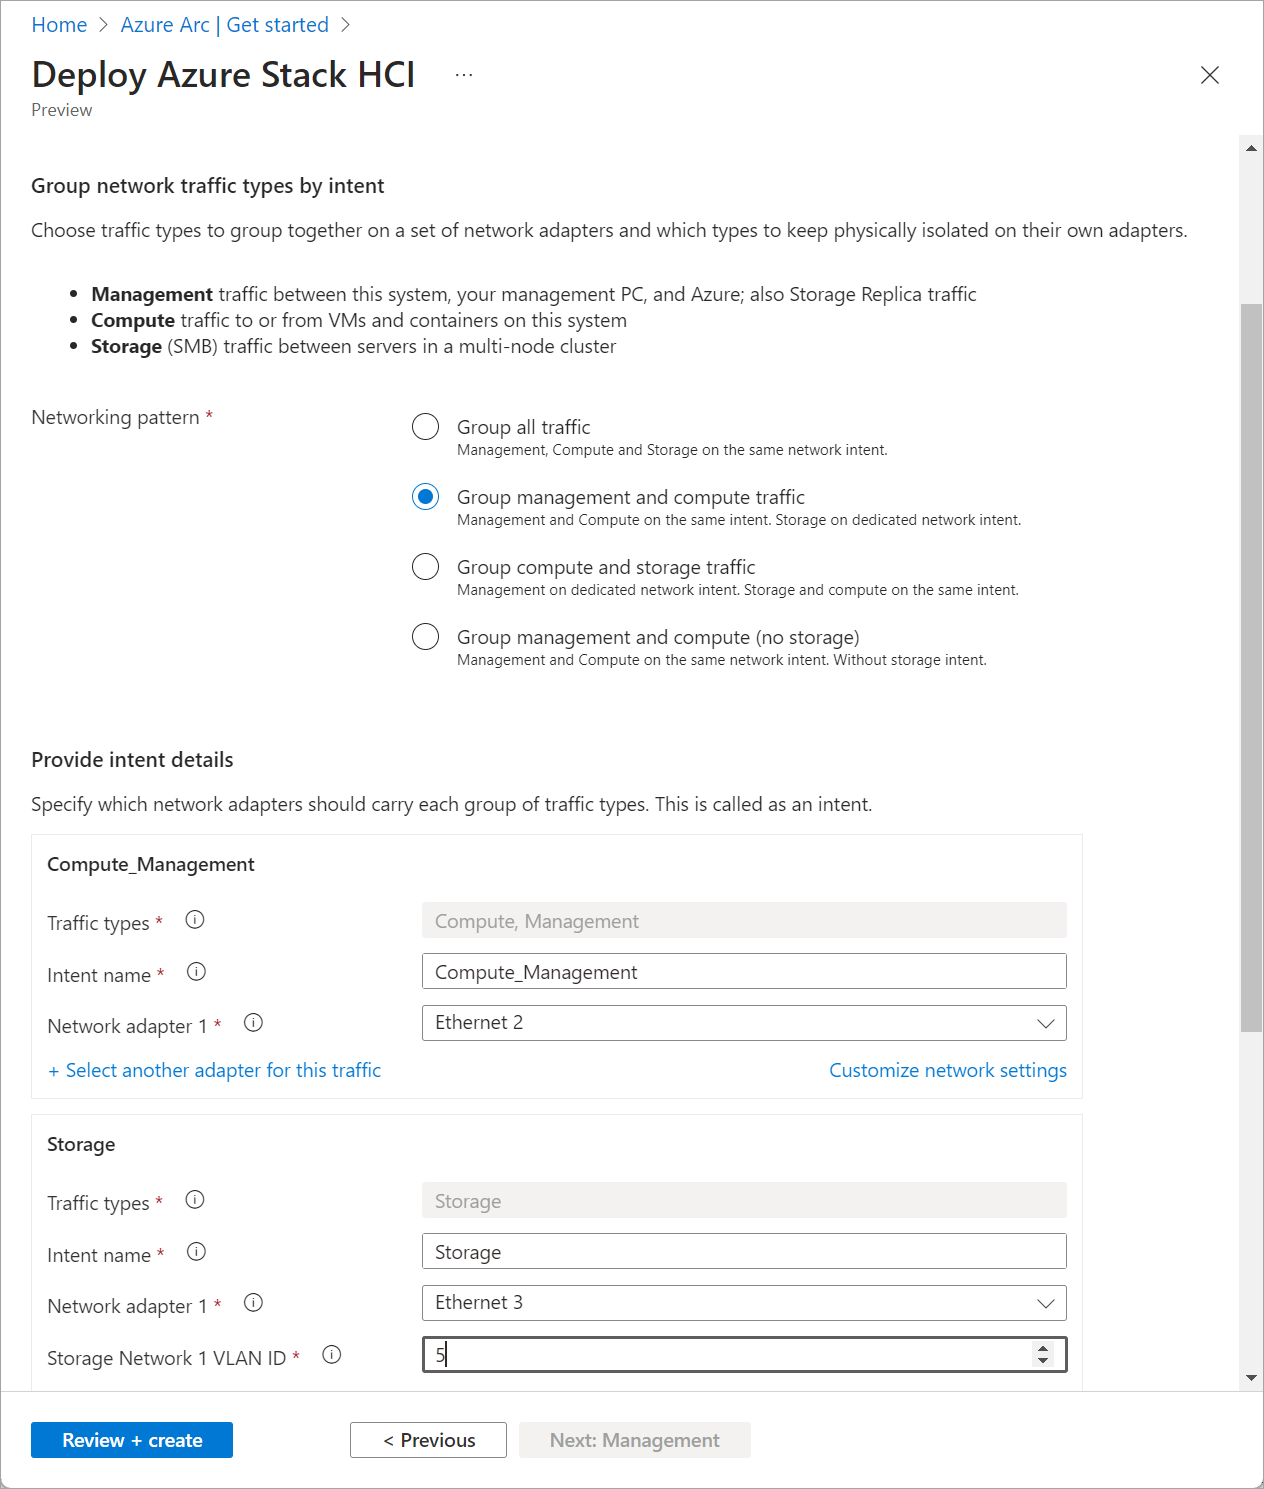 Home > Azure Arc | Get started >
Deploy Azure Stack HCI ...
Preview
Group network traffic types by intent
Choose traffic types to group together on a set of network adapters and which types to keep physically isolated on their own adapters.
• Management traffic between this system, your management PC, and Azure; also Storage Replica traffic
• Compute traffic to or from VMs and containers on this system
• Storage (SMB) traffic between servers in a multi-node cluster
Networking pattern *
Group all traffic
Management, Compute and Storage on the same network intent.
Group management and compute traffic
Management and Compute on the same intent. Storage on dedicated network intent.
Group compute and storage traffic
Management on dedicated network intent. Storage and compute on the same intent.
Group management and compute (no storage)
Management and Compute on the same network intent. Without storage intent.
Provide intent details
Specify which network adapters should carry each group of traffic types. This is called as an intent.
Compute_Management
Traffic types * Compute, Management
Intent name * Compute_Management
Network adapter 1 * Ethernet 2
+ Select another adapter for this traffic Customize network settings
Storage
Traffic types * Storage
Intent name * Storage
Network adapter 1 * Ethernet 3
Storage Network 1 VLAN ID * 5
Review + create < Previous Next: Management